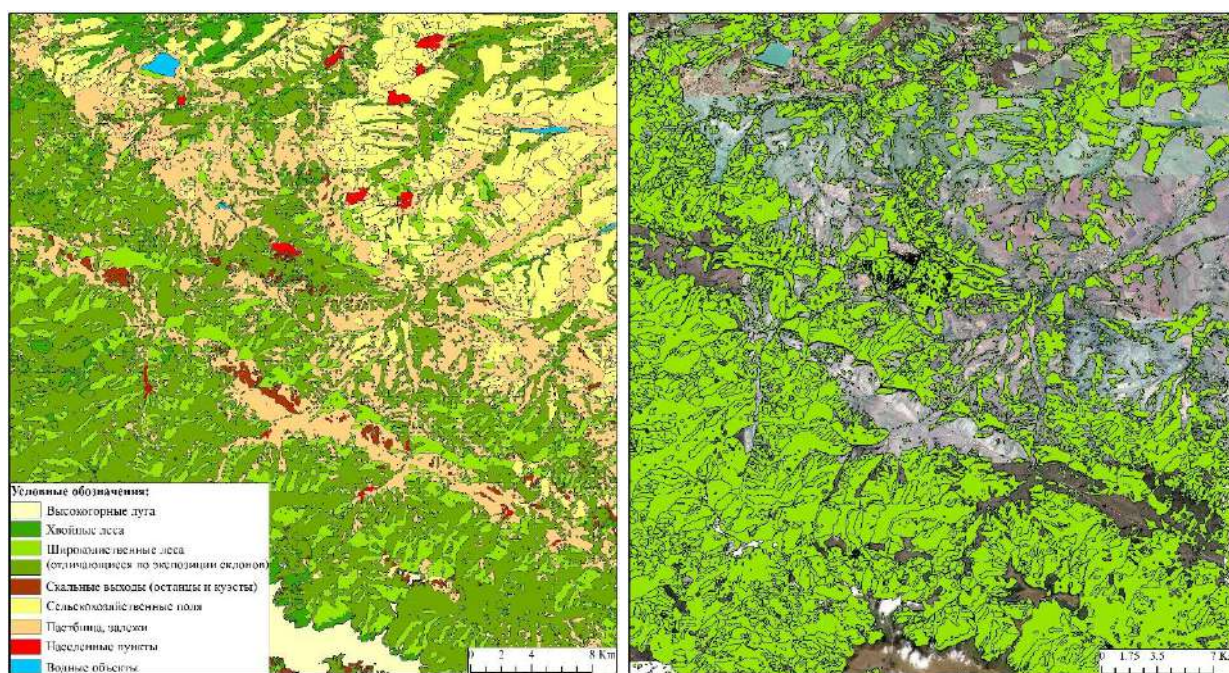 Условные обозначения:
Высокогорные луга
Хвойные леса
Широколиственные леса
(отличающиеся по экспозиции склонов)
Скальные выходы (останцы и куэсты)
Сельскохозяйственные поля
Пастбища, залежи
Населенные пункты
Водные объекты
0 2 4 8 Km
0 1.75 3.5 7 K